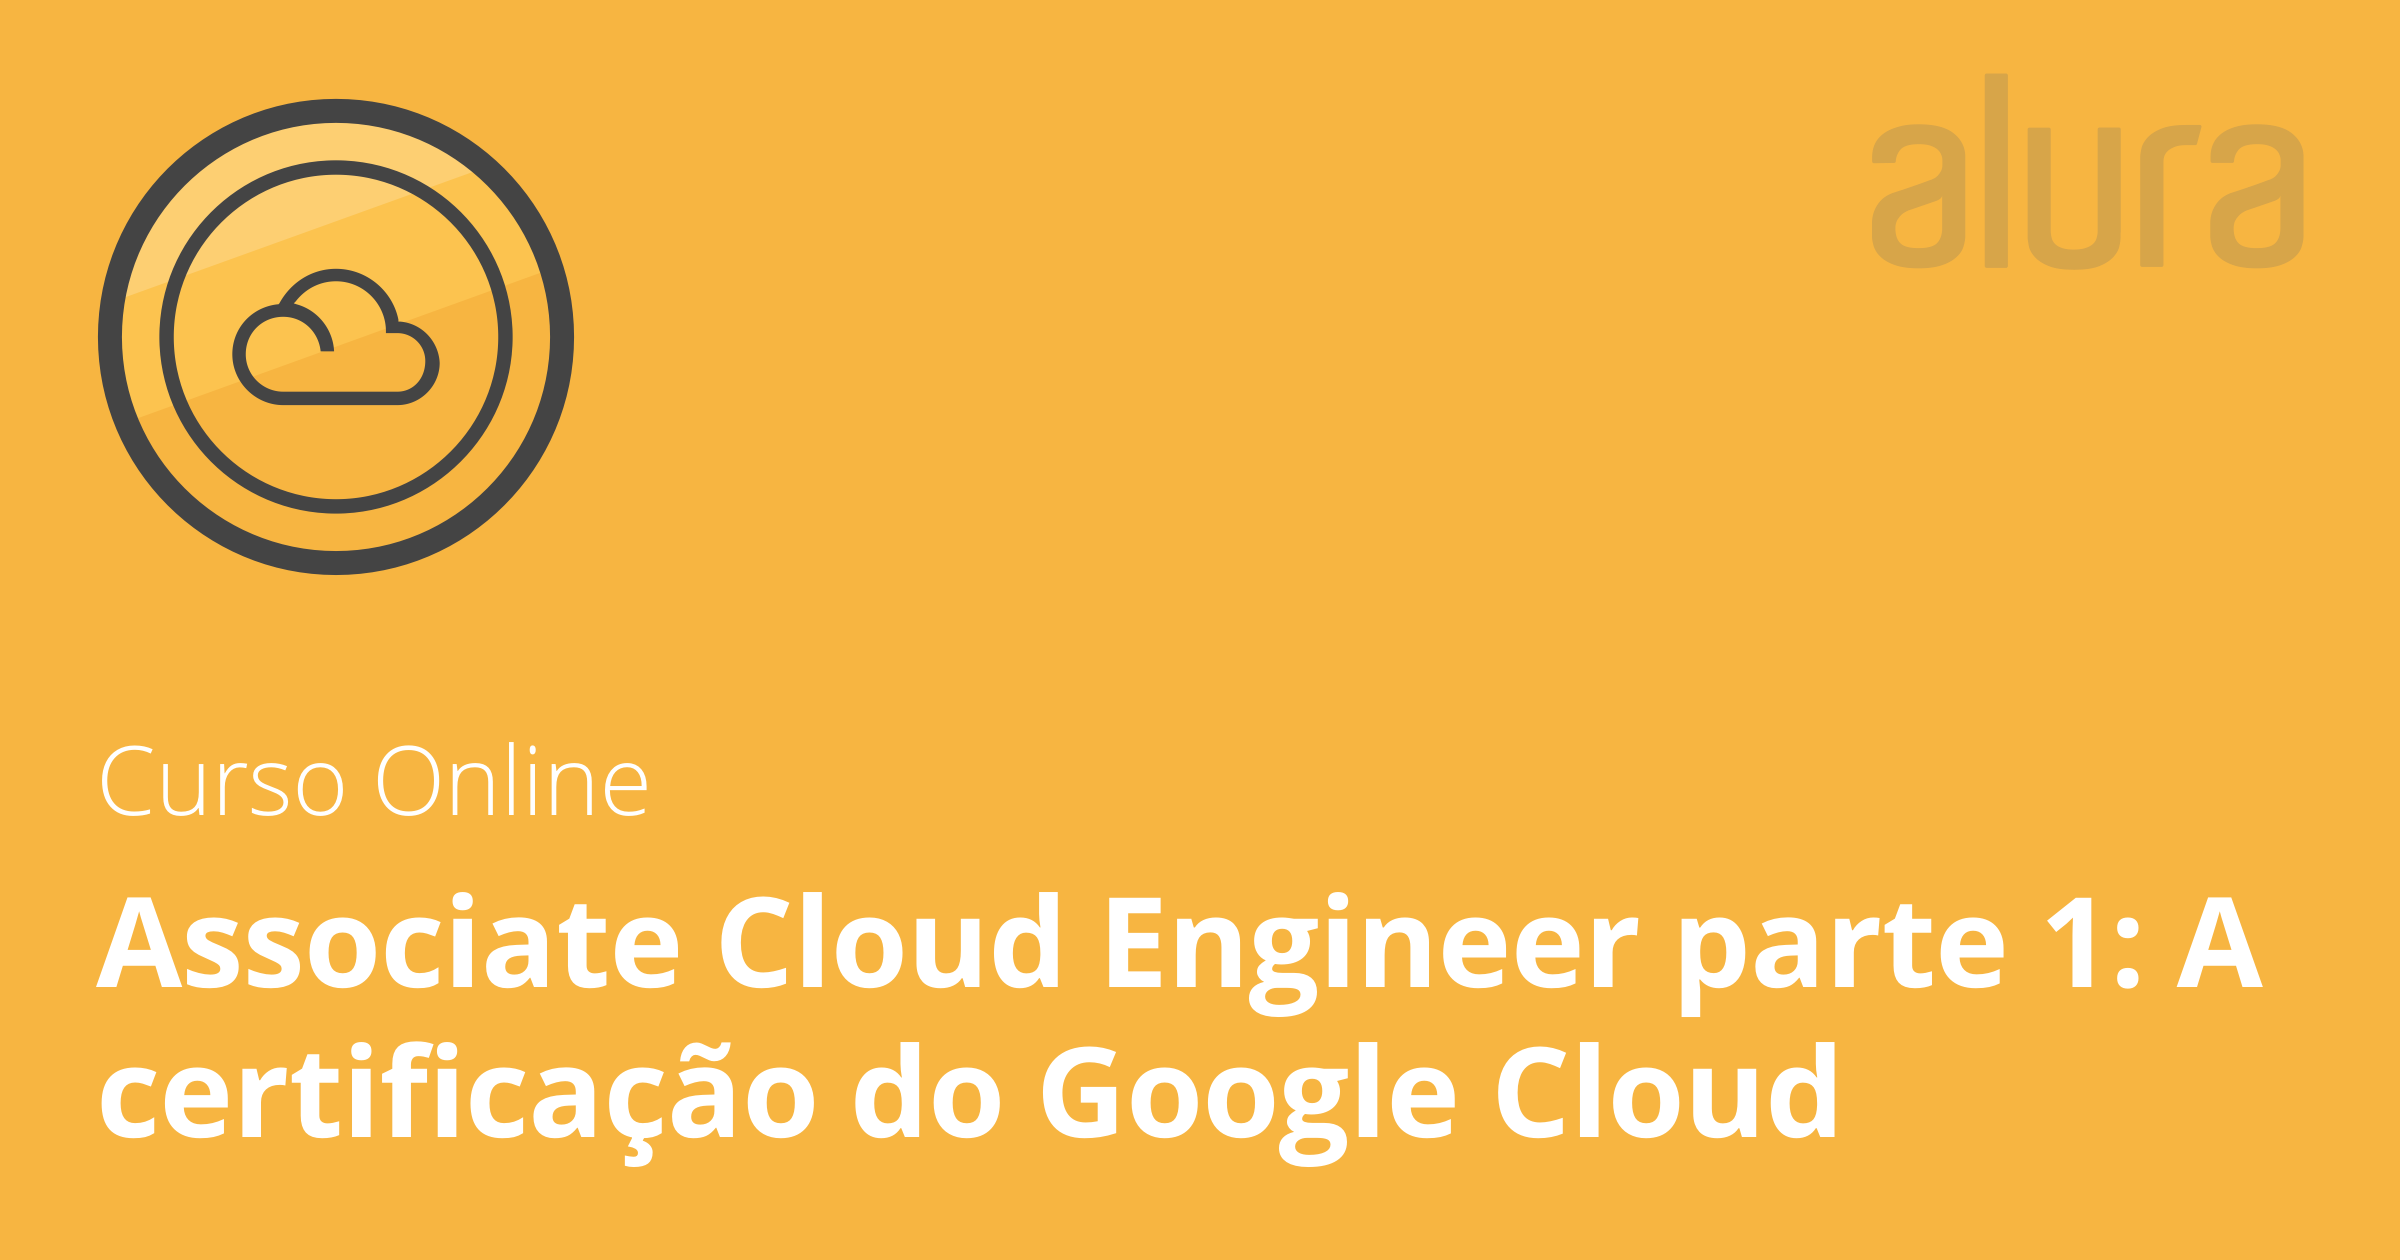 alura
Curso Online
Associate Cloud Engineer parte 1: A
certificação do Google Cloud